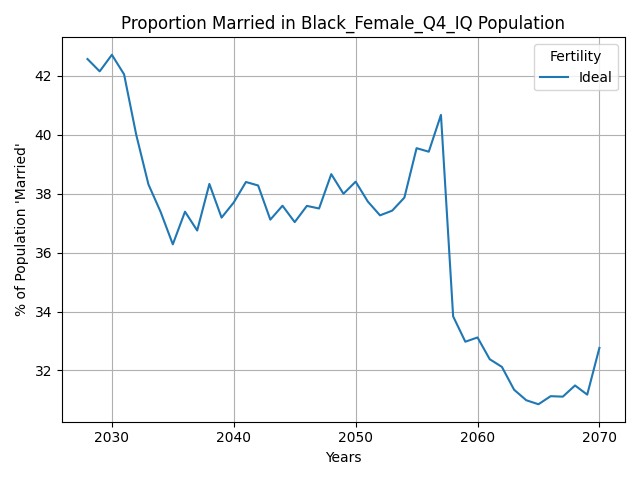 Proportion Married in Black_Female_Q4_IQ Population
Fertility
Ideal
% of Population 'Married'
42
40
38
36
34
32
2030
2040
2050
2060
2070
Years